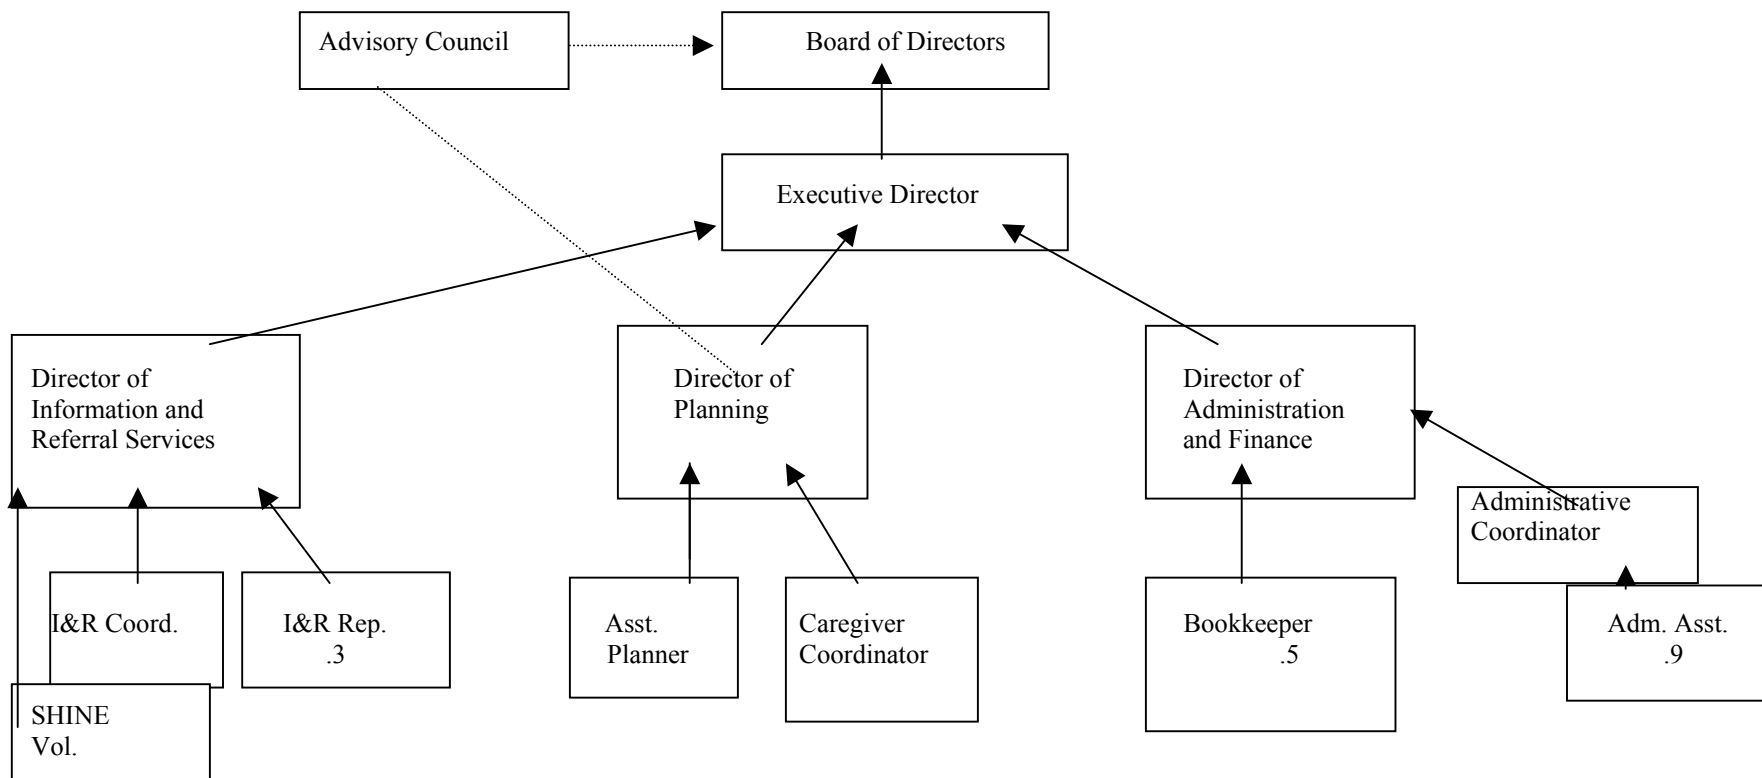 Advisory Council
Board of Directors
Executive Director
Director of
Information and
Referral Services
Director of
Planning
Director of
Administration
and Finance
Administrative
Coordinator
I&R Coord.
I&R Rep.
.3
Asst.
Planner
Caregiver
Coordinator
Bookkeeper
.5
Adm. Asst.
.9
SHINE
Vol.